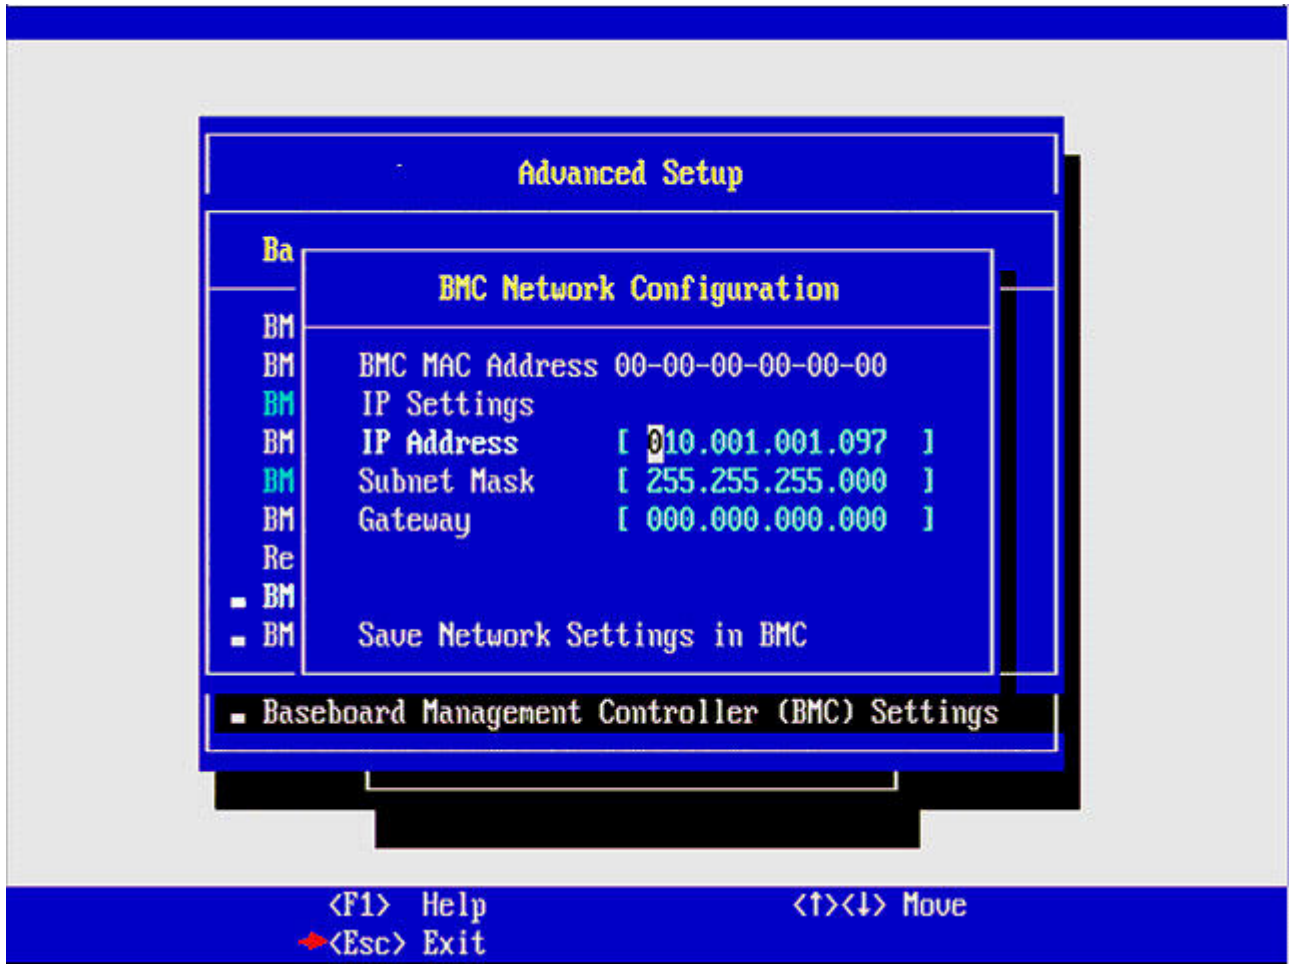 Advanced Setup
Ba
BMC Network Configuration
BM
BM
BMC MAC Address 00-00-00-00-00-00
BM
IP Settings
BM
IP Address [ 010.001.001.097 ]
BM
Subnet Mask [ 255.255.255.000 ]
BM
Gateway [ 000.000.000.000 ]
Re
BM
BM
Save Network Settings in BMC
Baseboard Management Controller (BMC) Settings
<F1> Help <↑><↓> Move
<Esc> Exit